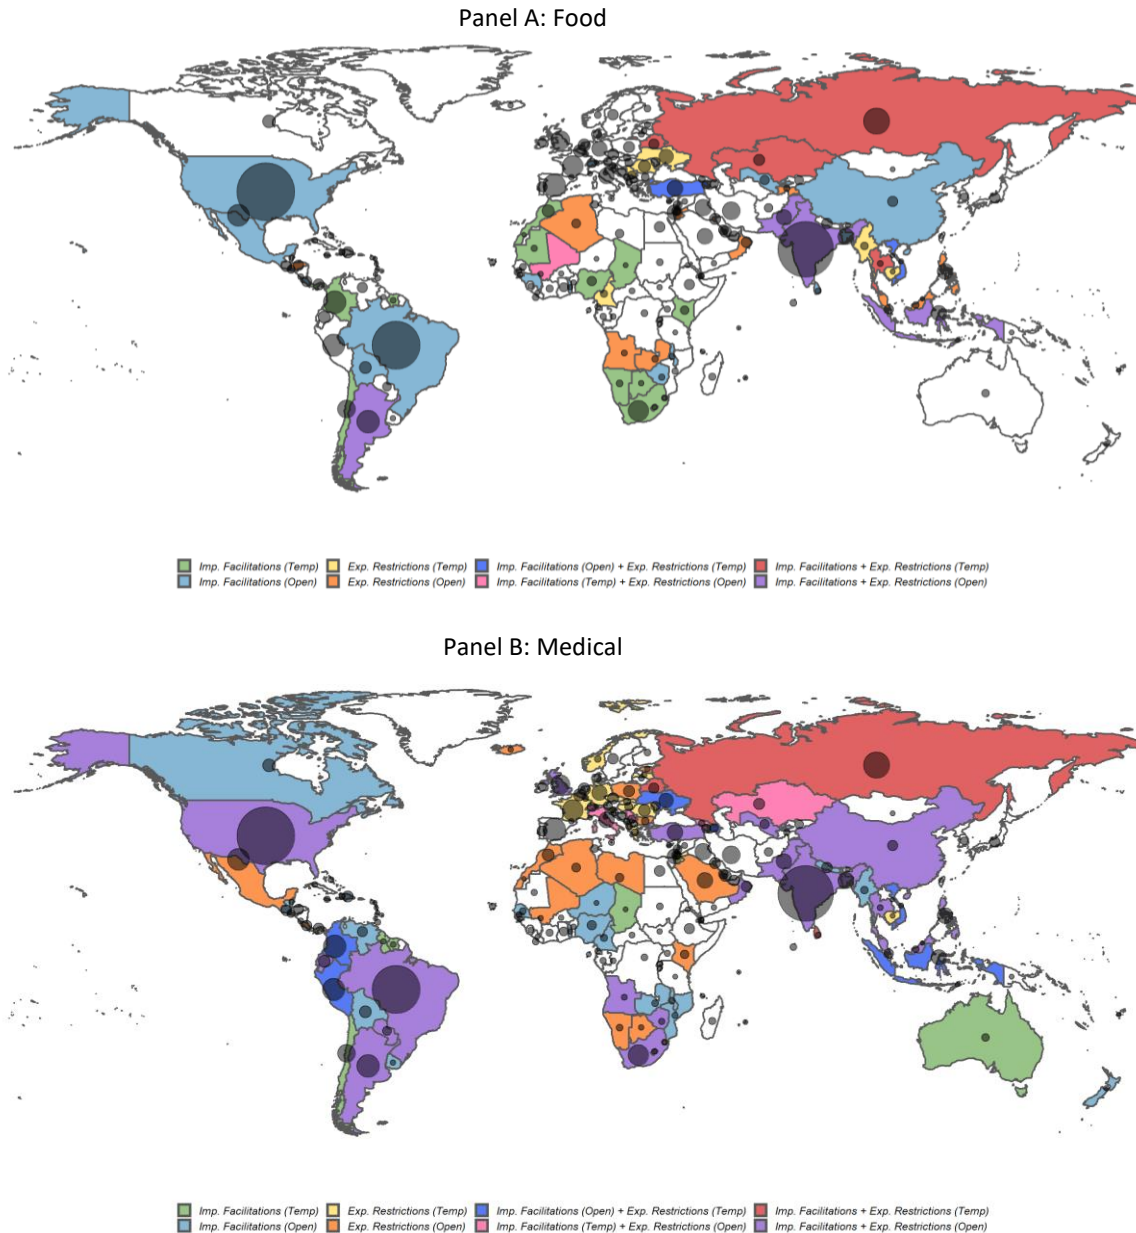 Panel A: Food
Imp. Facilitations (Temp) Exp. Restrictions (Temp) Imp. Facilitations (Open) + Exp. Restrictions (Temp) Imp. Facilitations + Exp. Restrictions (Temp)
Imp. Facilitations (Open) Exp. Restrictions (Open) Imp. Facilitations (Temp) + Exp. Restrictions (Open) Imp. Facilitations + Exp. Restrictions (Open)
Panel B: Medical
Imp. Facilitations (Temp) Exp. Restrictions (Temp) Imp. Facilitations (Open) + Exp. Restrictions (Temp) Imp. Facilitations + Exp. Restrictions (Temp)
Imp. Facilitations (Open) Exp. Restrictions (Open) Imp. Facilitations (Temp) + Exp. Restrictions (Open) Imp. Facilitations + Exp. Restrictions (Open)